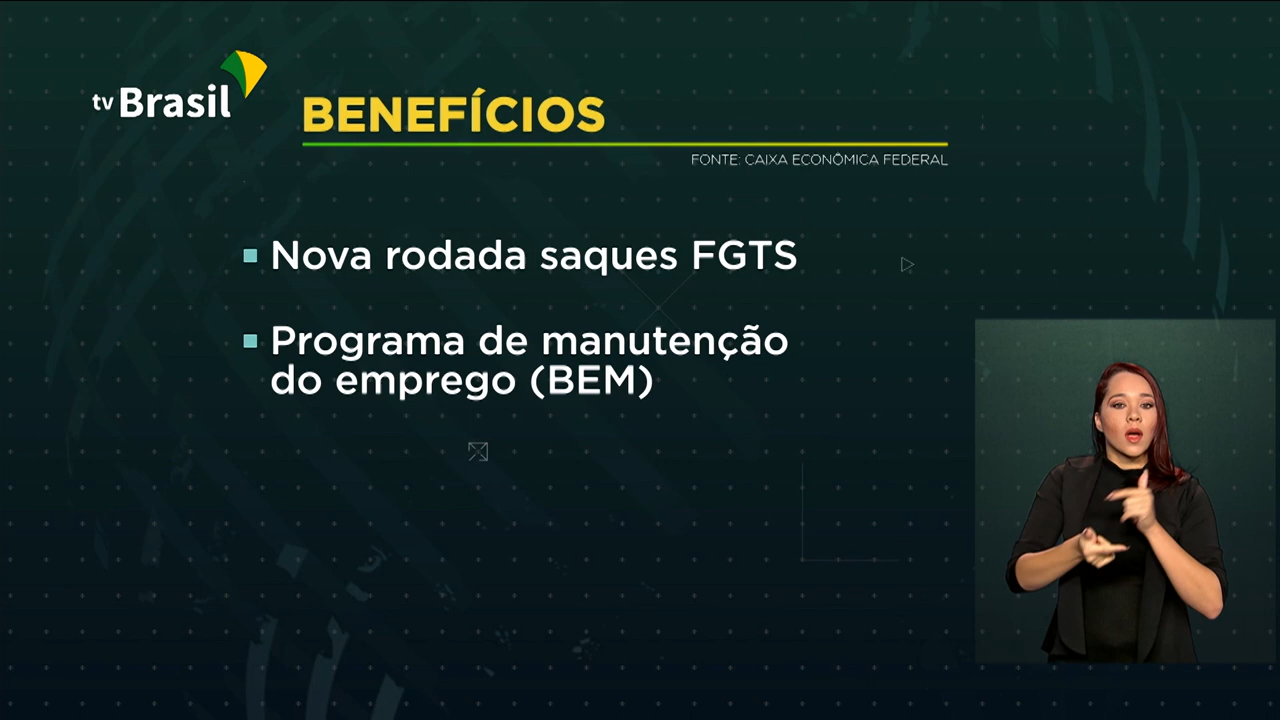 tv Brasil
BENEFÍCIOS
FONTE: CAIXA ECONÔMICA FEDERAL
Nova rodada saques FGTS
Programa de manutenção
do emprego (BEM)